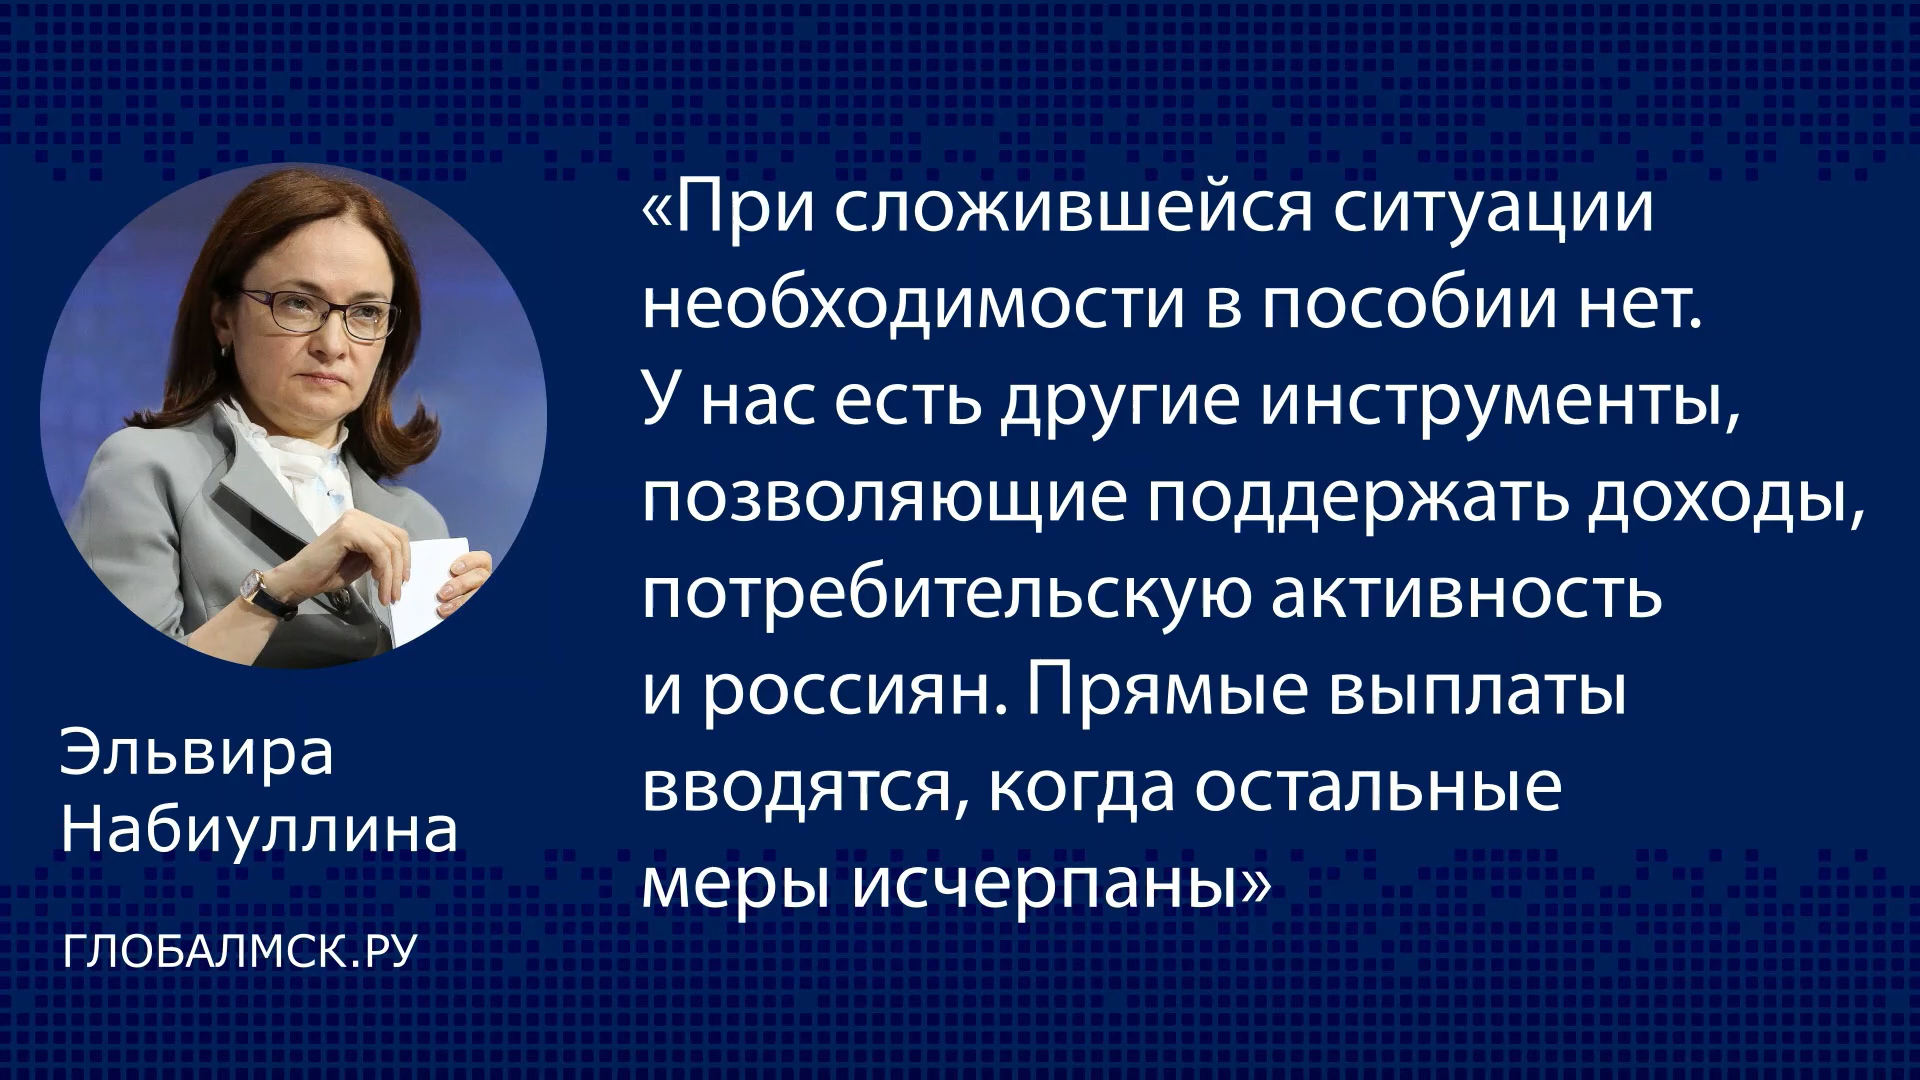 «При сложившейся ситуации
необходимости в пособии нет.
У нас есть другие инструменты,
позволяющие поддержать доходы,
потребительскую активность
и россиян. Прямые выплаты
вводятся, когда остальные
меры исчерпаны»
Эльвира
Набиуллина
ГЛОБАЛМСК.РУ